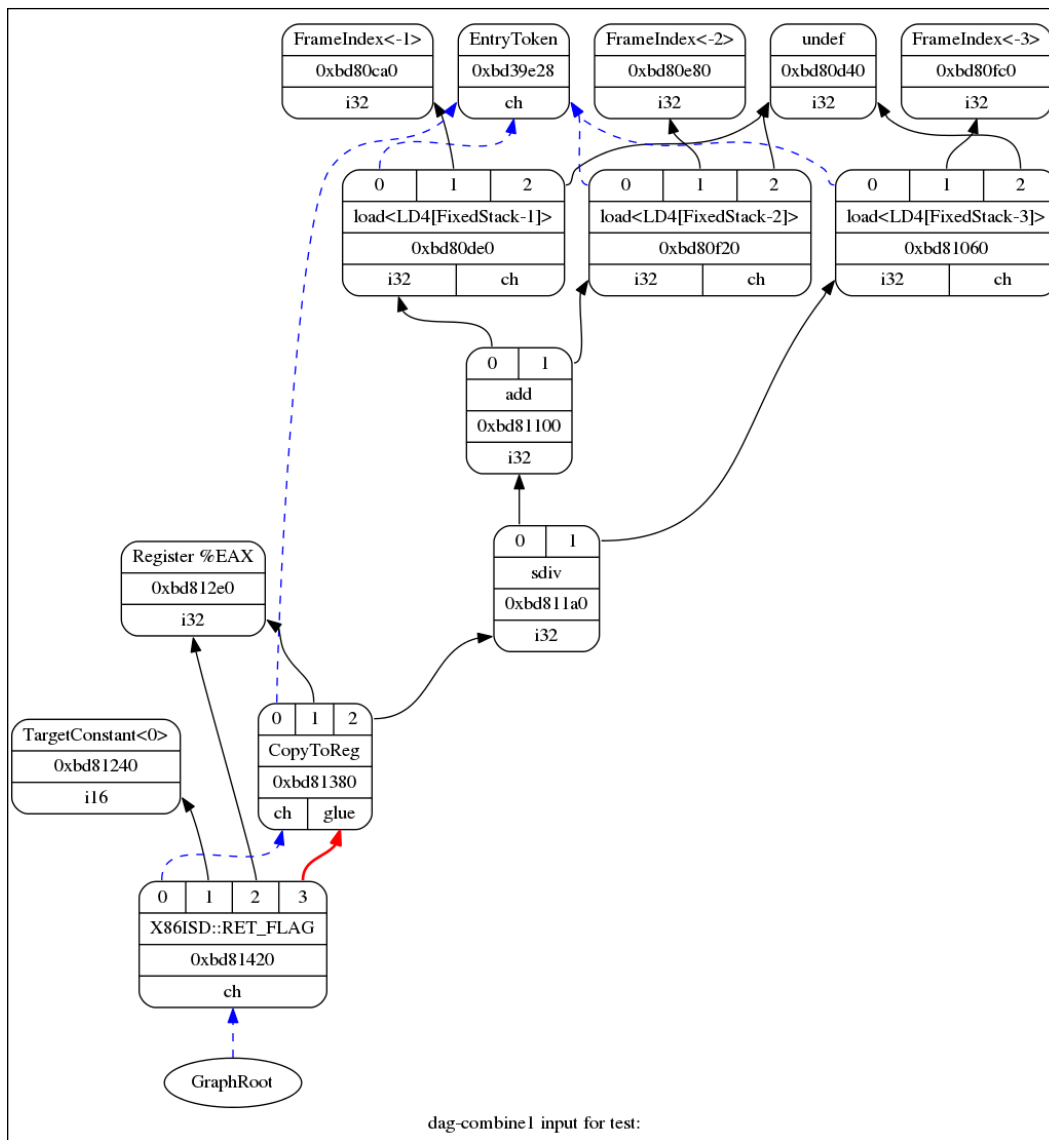 FrameIndex<-1>
0xbd80ca0
i32
EntryToken
0xbd39e28
ch
FrameIndex<-2>
0xbd80e80
i32
undef
0xbd80d40
i32
FrameIndex<-3>
0xbd80fc0
i32
0 1 2
load<LD4[FixedStack-1]>
0xbd80de0
i32 ch
0 1 2
load<LD4[FixedStack-2]>
0xbd80f20
i32 ch
0 1 2
load<LD4[FixedStack-3]>
0xbd81060
i32 ch
0 1
add
0xbd81100
i32
0 1
sdiv
0xbd811a0
i32
Register %EAX
0xbd812e0
i32
TargetConstant<0>
0xbd81240
i16
0 1 2
CopyToReg
0xbd81380
ch glue
0 1 2 3
X86ISD::RET_FLAG
0xbd81420
ch
GraphRoot
dag-combine1 input for test: